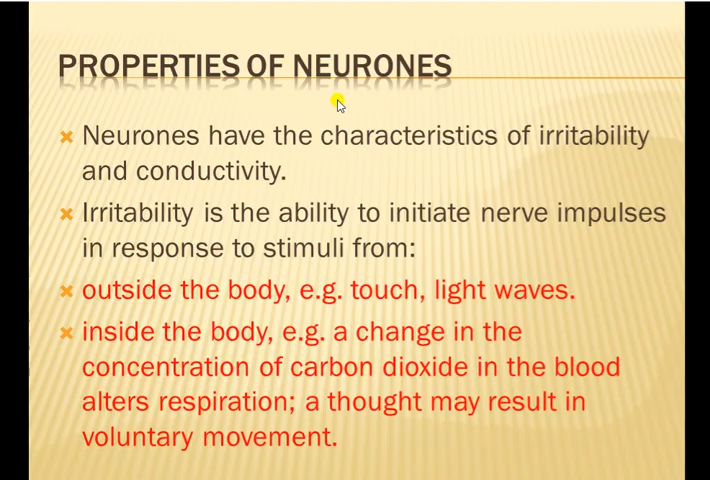 PROPERTIES OF NEURONES
Neurones have the characteristics of irritability
and conductivity.
Irritability is the ability to initiate nerve impulses
in response to stimuli from:
outside the body, e.g. touch, light waves.
inside the body, e.g. a change in the
concentration of carbon dioxide in the blood
alters respiration; a thought may result in
voluntary movement.